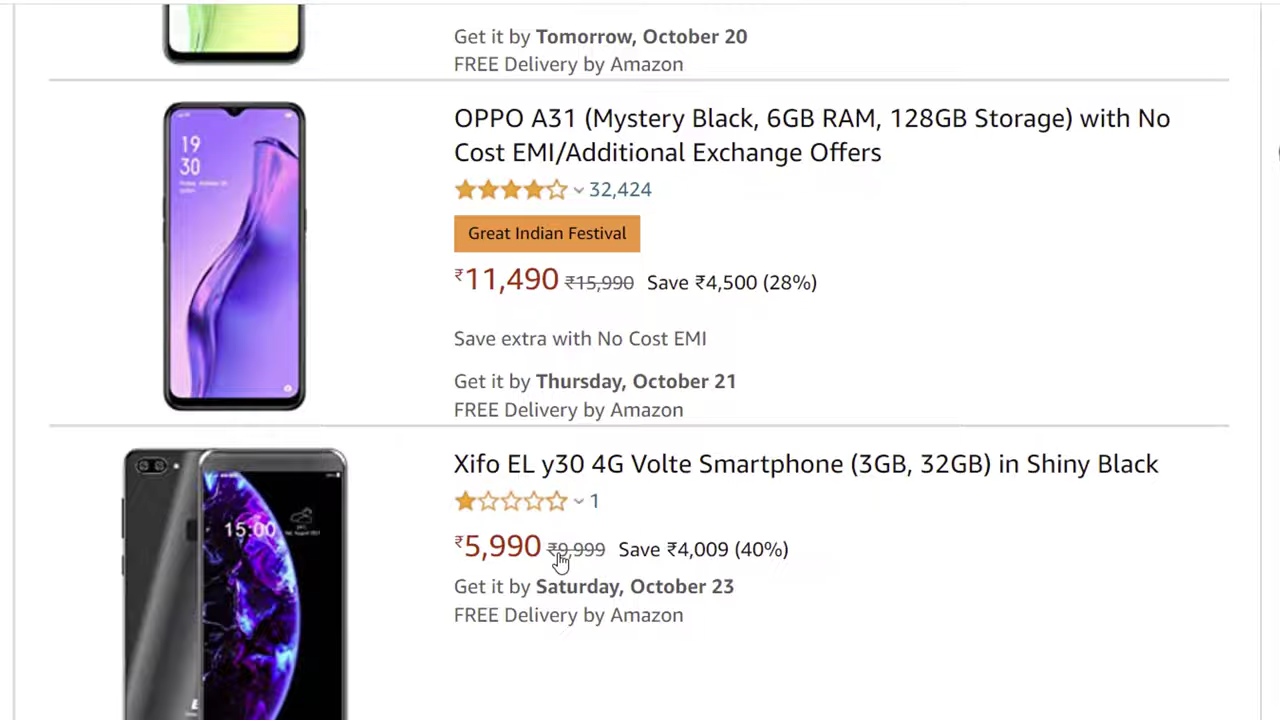 Get it by Tomorrow, October 20
FREE Delivery by Amazon
19
30
OPPO A31 (Mystery Black, 6GB RAM, 128GB Storage) with No
Cost EMI/Additional Exchange Offers
32,424
Great Indian Festival
₹11,490 ₹15,990 Save ₹4,500 (28%)
Save extra with No Cost EMI
Get it by Thursday, October 21
FREE Delivery by Amazon
15:00
Xifo EL y30 4G Volte Smartphone (3GB, 32GB) in Shiny Black
1
₹5,990 ₹9,999 Save ₹4,009 (40%)
Get it by Saturday, October 23
FREE Delivery by Amazon